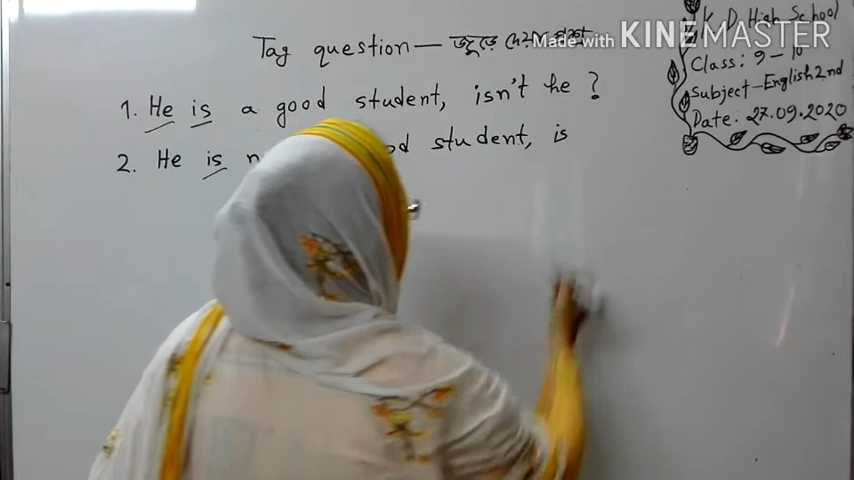 Tag question—
1. He is a good student, isn't he ?
2. He is n od student, is
K. D High School
Class: 9-10
Subject-English 2nd
Date: 27.09.2020
Made with KINEMASTER